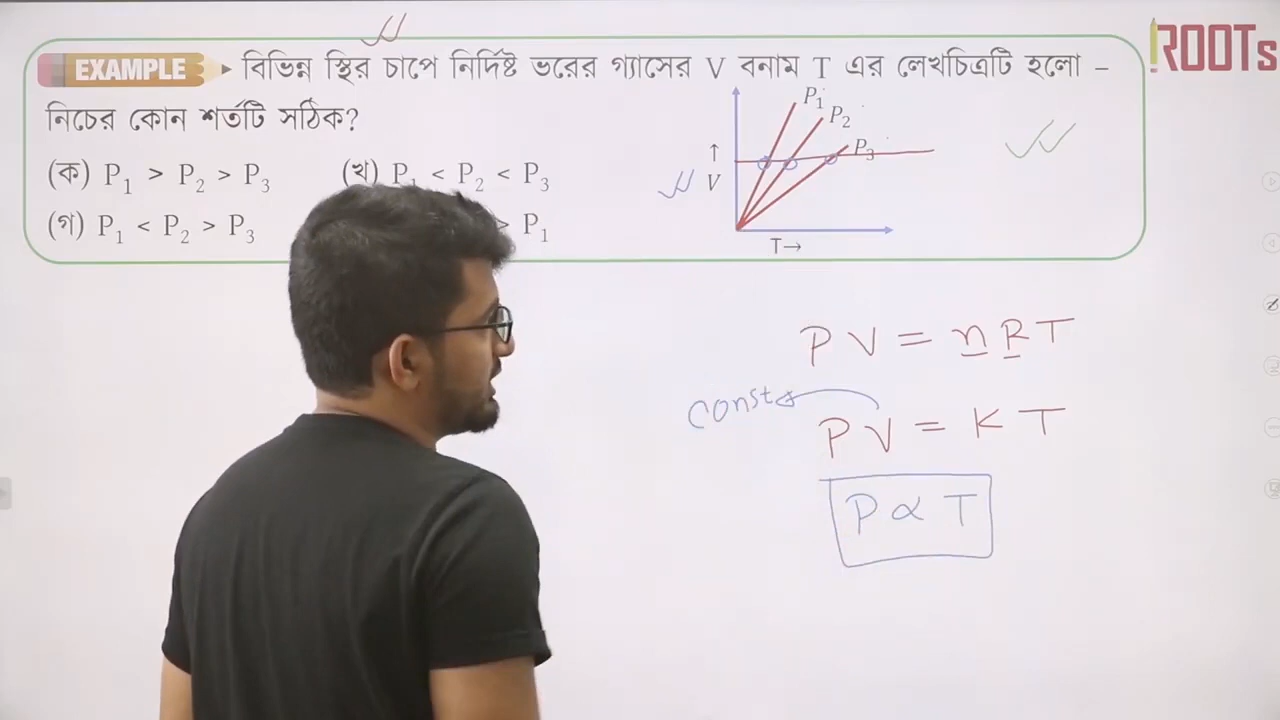 ROOTs
EXAMPLE বিভিন্ন স্থির চাপে নির্দিষ্ট ভরের গ্যাসের V বনাম T এর লেখচিত্রটি হলো –
নিচের কোন শর্তটি সঠিক?
(ক) P₁ > P₂ > P₃ (খ) P₁ < P₂ < P₃
(গ) P₁ < P₂ > P₃ > P₁
P₁
P₂
P₃
↑
V
T→
PV = nRT
const
PV = KT
P ∝ T